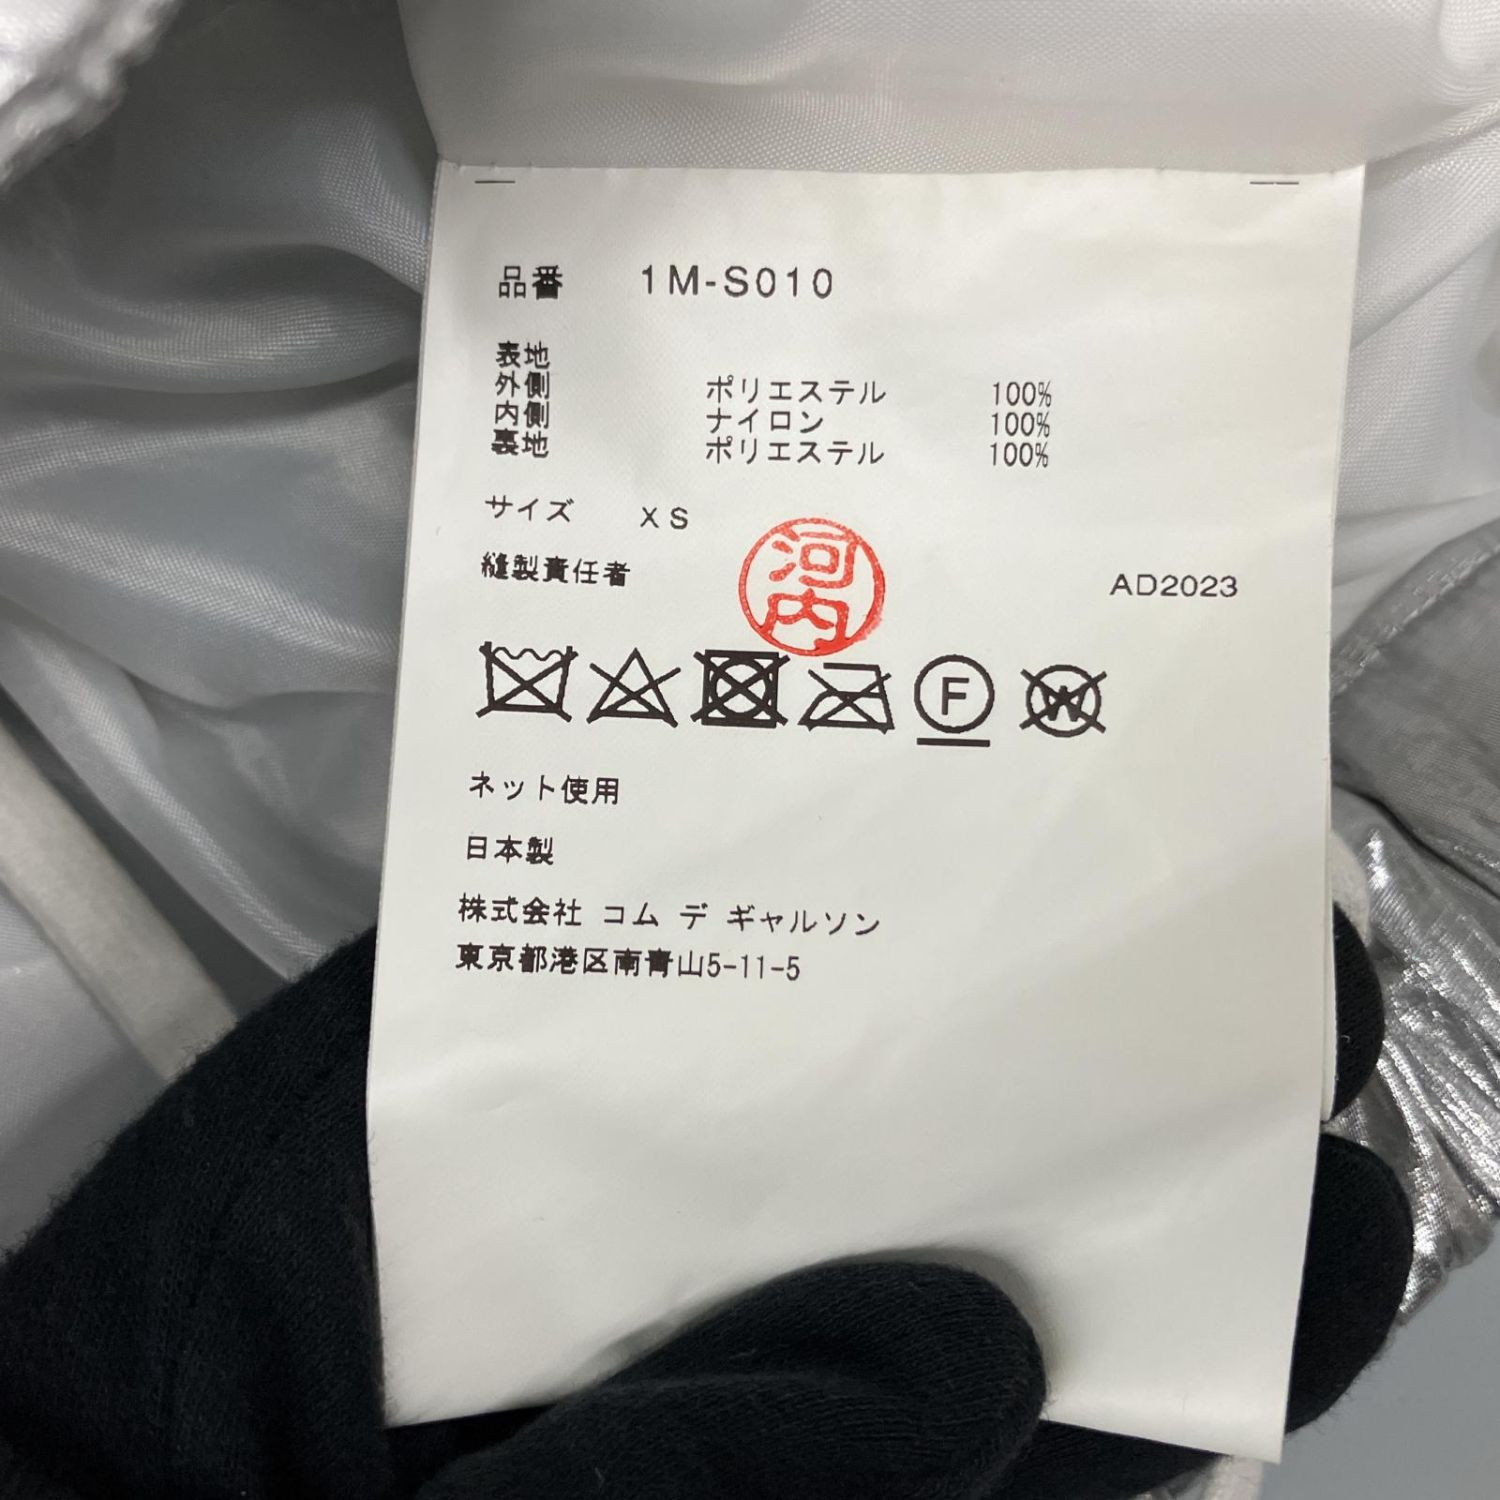 品番 1M-S010
表地
外側 ポリエステル 100%
内側 ナイロン 100%
裏地 ポリエステル 100%
サイズ XS
縫製責任者 河内 AD2023
F W
ネット使用
日本製
株式会社 コム デ ギャルソン
東京都港区南青山5-11-5